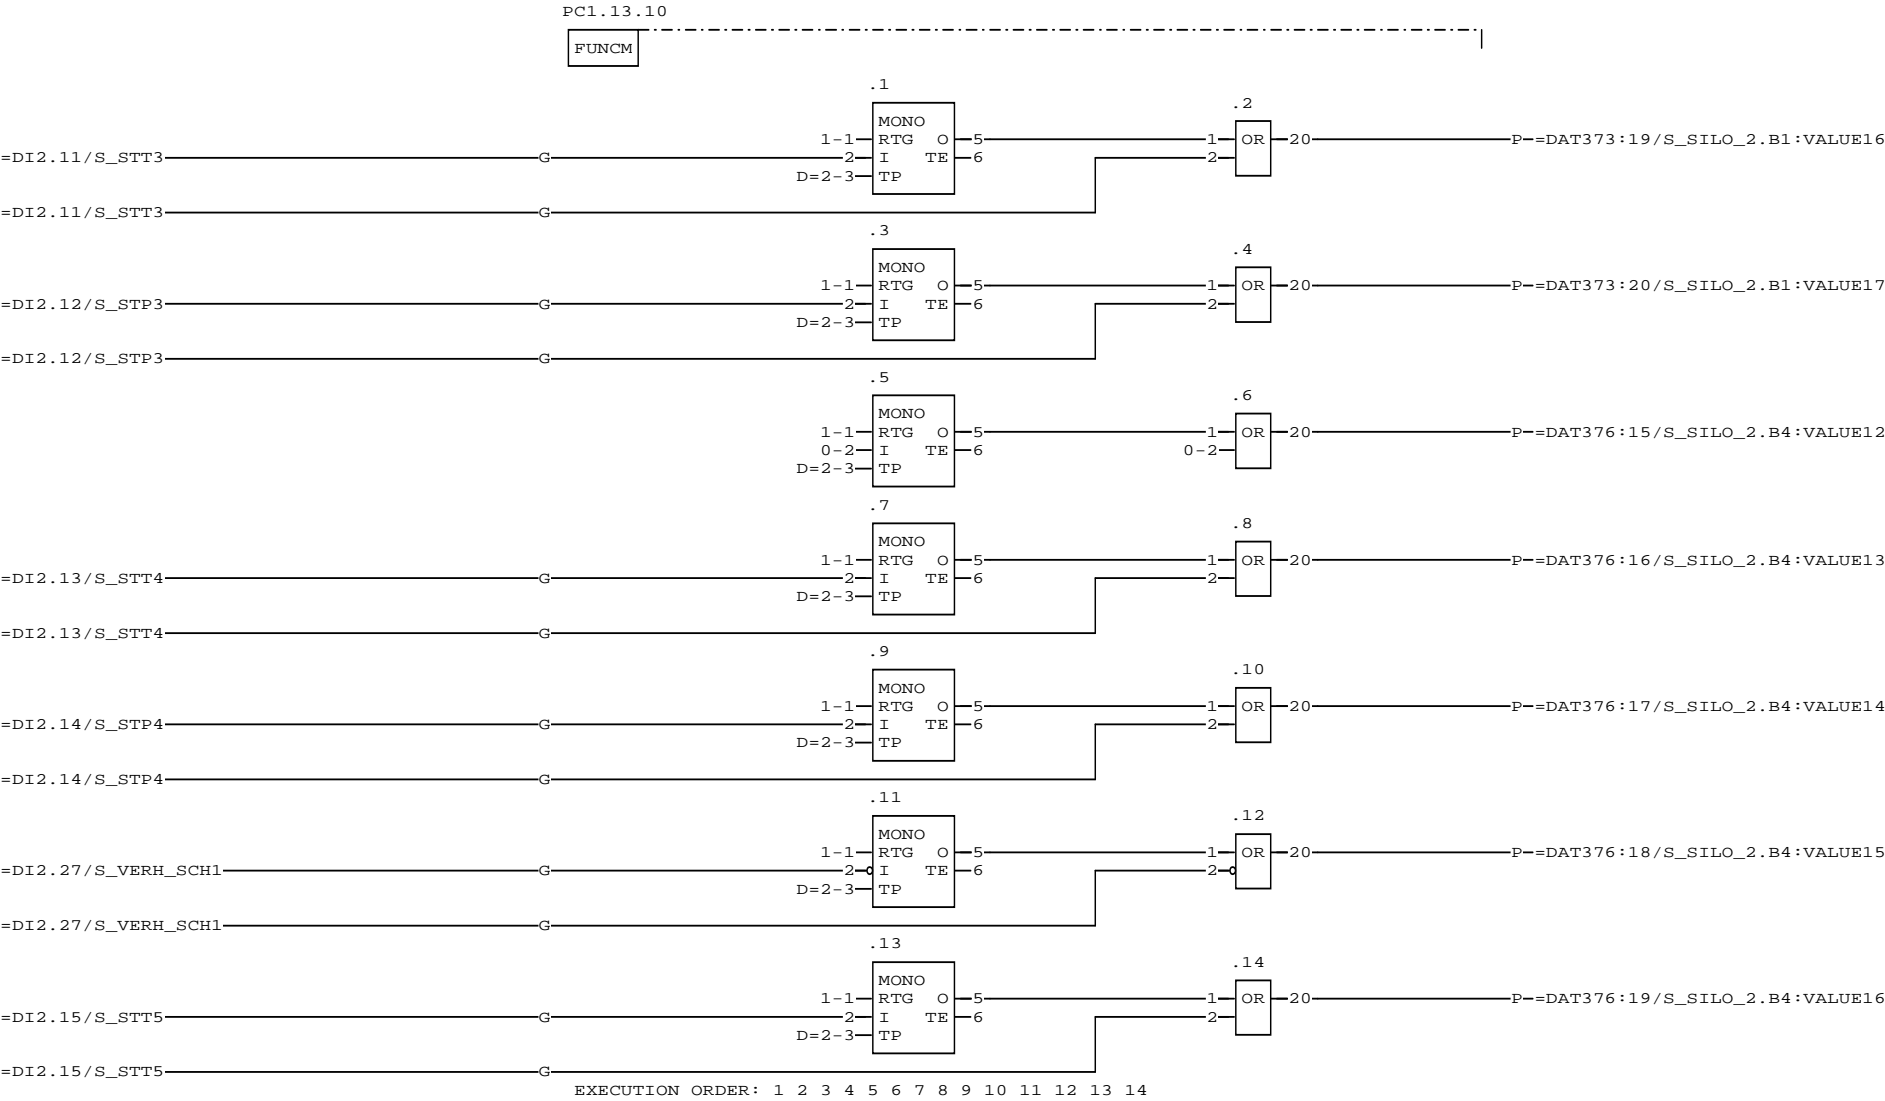 PC1.13.10
FUNCM
.1
.2
MONO
1-1 RTG O 5 1 OR 20 P-=DAT373:19/S_SILO_2.B1:VALUE16
=DI2.11/S_STT3 G 2 I TE 6 2
D=2-3 TP
=DI2.11/S_STT3 G
.3
.4
MONO
1-1 RTG O 5 1 OR 20 P-=DAT373:20/S_SILO_2.B1:VALUE17
=DI2.12/S_STP3 G 2 I TE 6 2
D=2-3 TP
=DI2.12/S_STP3 G
.5
.6
MONO
1-1 RTG O 5 1 OR 20 P-=DAT376:15/S_SILO_2.B4:VALUE12
0-2 I TE 6 0-2
D=2-3 TP
.7
.8
MONO
1-1 RTG O 5 1 OR 20 P-=DAT376:16/S_SILO_2.B4:VALUE13
=DI2.13/S_STT4 G 2 I TE 6 2
D=2-3 TP
=DI2.13/S_STT4 G
.9
.10
MONO
1-1 RTG O 5 1 OR 20 P-=DAT376:17/S_SILO_2.B4:VALUE14
=DI2.14/S_STP4 G 2 I TE 6 2
D=2-3 TP
=DI2.14/S_STP4 G
.11
.12
MONO
1-1 RTG O 5 1 OR 20 P-=DAT376:18/S_SILO_2.B4:VALUE15
=DI2.27/S_VERH_SCH1 G 2 I TE 6 2
D=2-3 TP
=DI2.27/S_VERH_SCH1 G
.13
.14
MONO
1-1 RTG O 5 1 OR 20 P-=DAT376:19/S_SILO_2.B4:VALUE16
=DI2.15/S_STT5 G 2 I TE 6 2
D=2-3 TP
=DI2.15/S_STT5 G
EXECUTION ORDER: 1 2 3 4 5 6 7 8 9 10 11 12 13 14